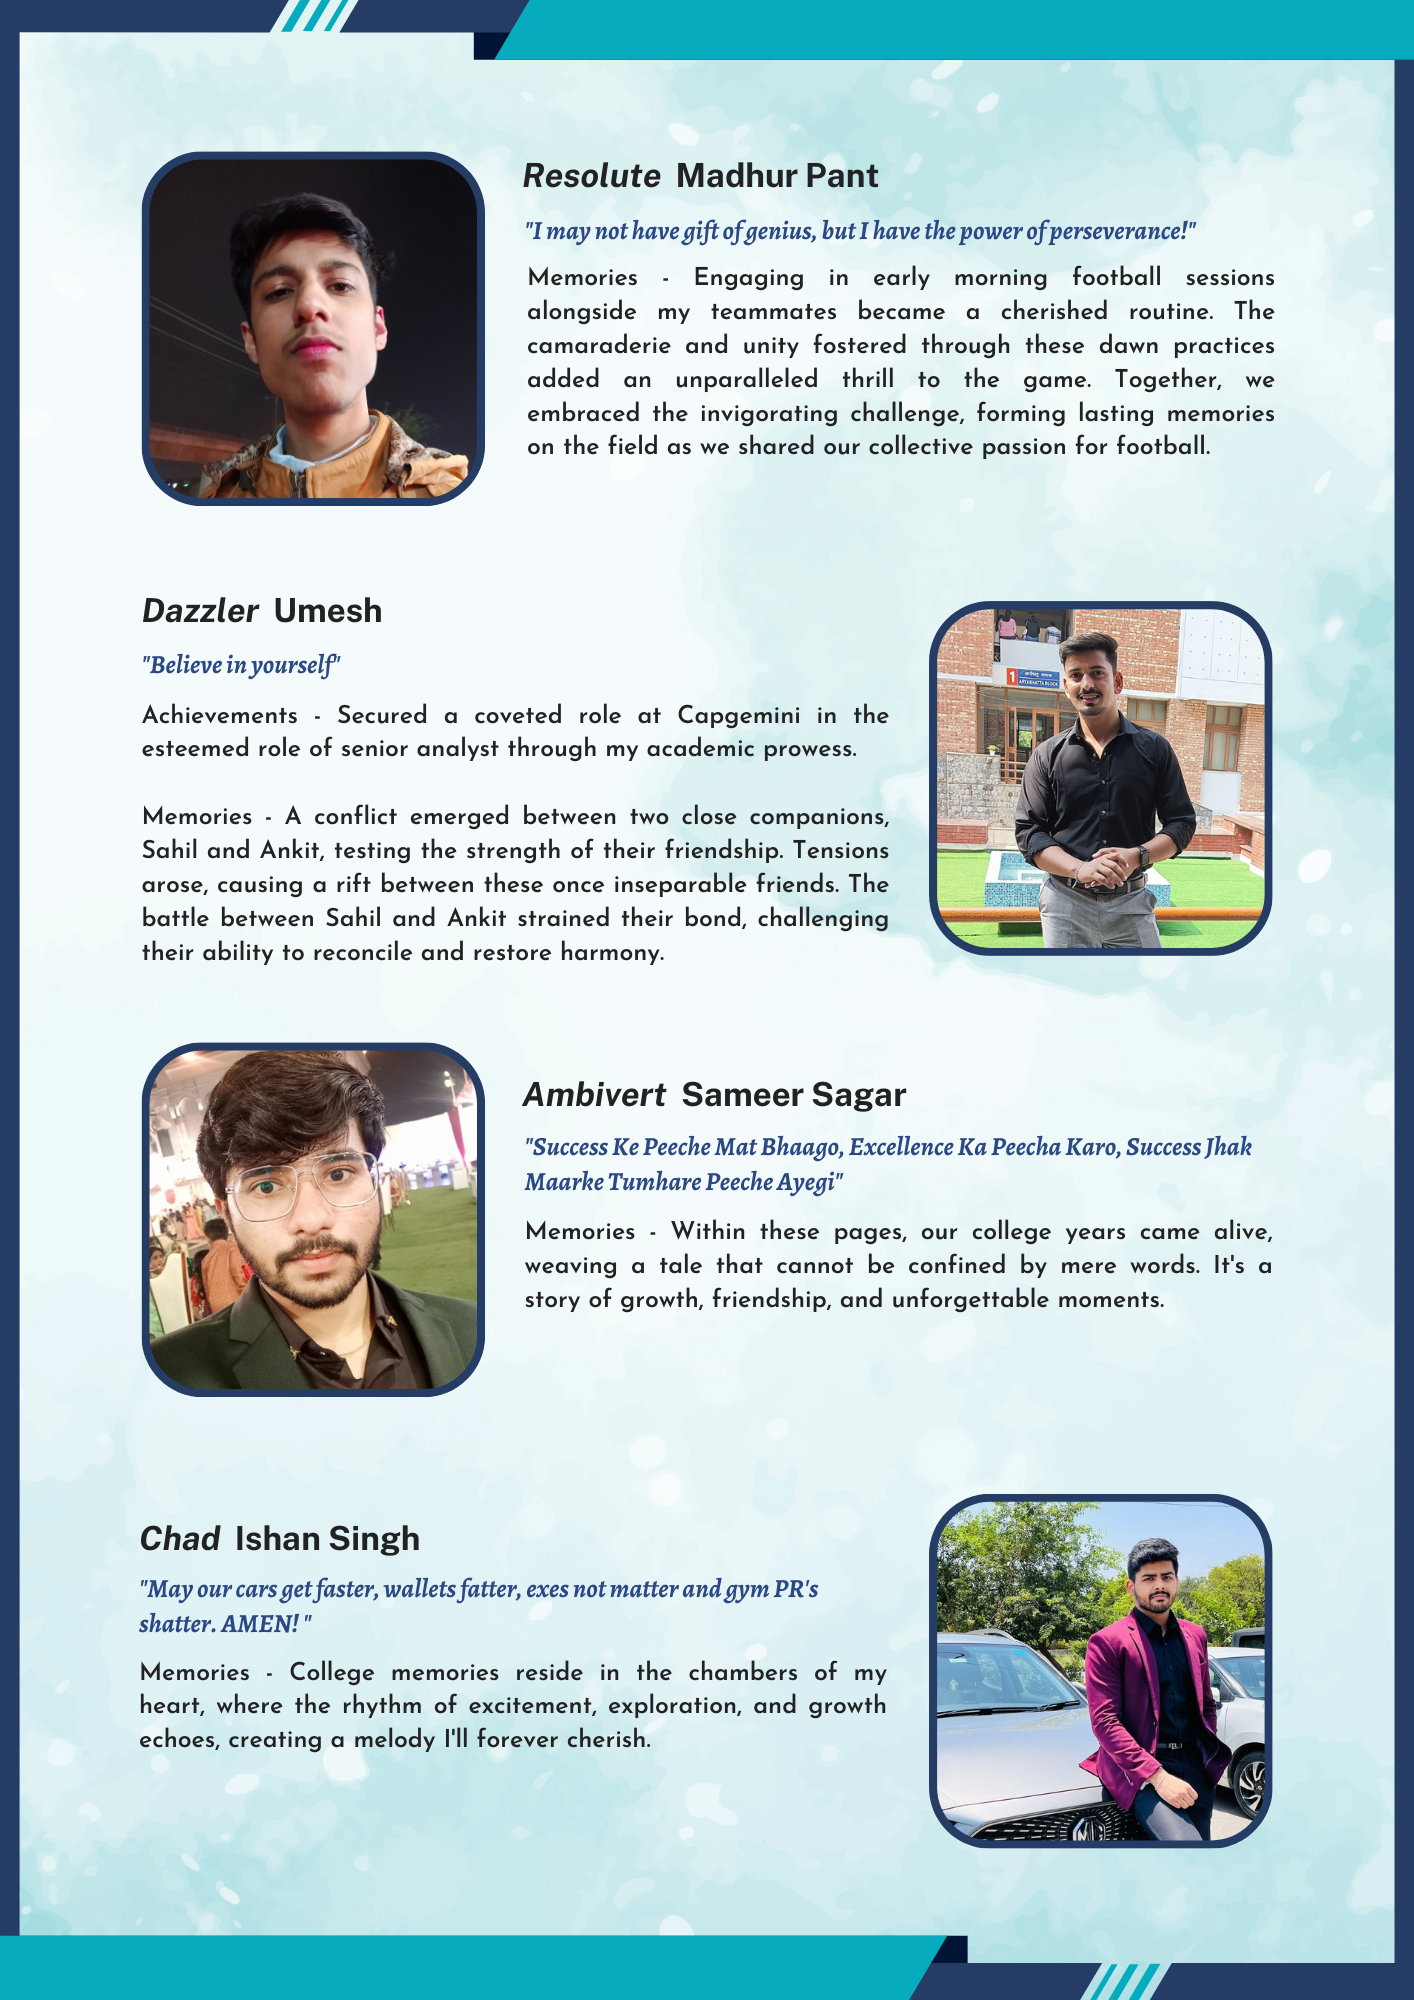 Resolute Madhur Pant
"I may not have gift of genius, but I have the power of perseverance!"
Memories - Engaging in early morning football sessions
alongside my teammates became a cherished routine. The
camaraderie and unity fostered through these dawn practices
added an unparalleled thrill to the game. Together, we
embraced the invigorating challenge, forming lasting memories
on the field as we shared our collective passion for football.
Dazzler Umesh
"Believe in yourself"
Achievements - Secured a coveted role at Capgemini in the
esteemed role of senior analyst through my academic prowess.
Memories - A conflict emerged between two close companions,
Sahil and Ankit, testing the strength of their friendship. Tensions
arose, causing a rift between these once inseparable friends. The
battle between Sahil and Ankit strained their bond, challenging
their ability to reconcile and restore harmony.
1
ARYABHATTA BLOCK
Ambivert Sameer Sagar
"Success Ke Peeche Mat Bhaago, Excellence Ka Peecha Karo, Success Jhak
Maarke Tumhare Peeche Ayegi"
Memories - Within these pages, our college years came alive,
weaving a tale that cannot be confined by mere words. It's a
story of growth, friendship, and unforgettable moments.
Chad Ishan Singh
"May our cars get faster, wallets fatter, exes not matter and gym PR's
shatter. AMEN! "
Memories - College memories reside in the chambers of my
heart, where the rhythm of excitement, exploration, and growth
echoes, creating a melody I'll forever cherish.